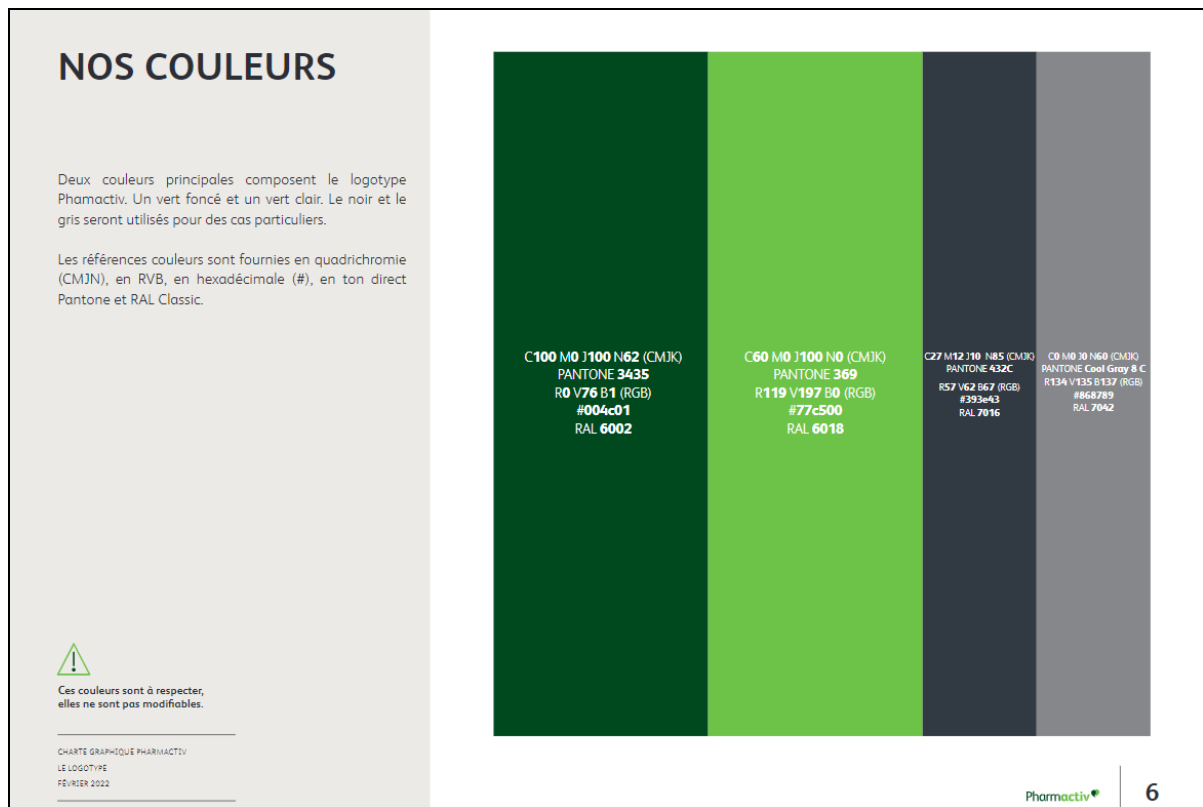 NOS COULEURS
Deux couleurs principales composent le logotype
Phamactiv. Un vert foncé et un vert clair. Le noir et le
gris seront utilisés pour des cas particuliers.
Les références couleurs sont fournies en quadrichromie
(CMJN), en RVB, en hexadécimale (#), en ton direct
Pantone et RAL Classic.
C100 M0 J100 N62 (CMJK)
PANTONE 3435
R0 V76 B1 (RGB)
#004c01
RAL 6002
C60 M0 J100 N0 (CMJK)
PANTONE 369
R119 V197 B0 (RGB)
#77c500
RAL 6018
C27 M12 J10 N85 (CMJK)
PANTONE 432C
R57 V62 B67 (RGB)
#393e43
RAL 7016
C0 M0 J0 N60 (CMJK)
PANTONE Cool Gray 8 C
R134 V135 B137 (RGB)
#868789
RAL 7042
Ces couleurs sont à respecter,
elles ne sont pas modifiables.
CHARTE GRAPHIQUE PHARMACTIV
LE LOGOTYPE
FÉVRIER 2022
Pharmactiv
6